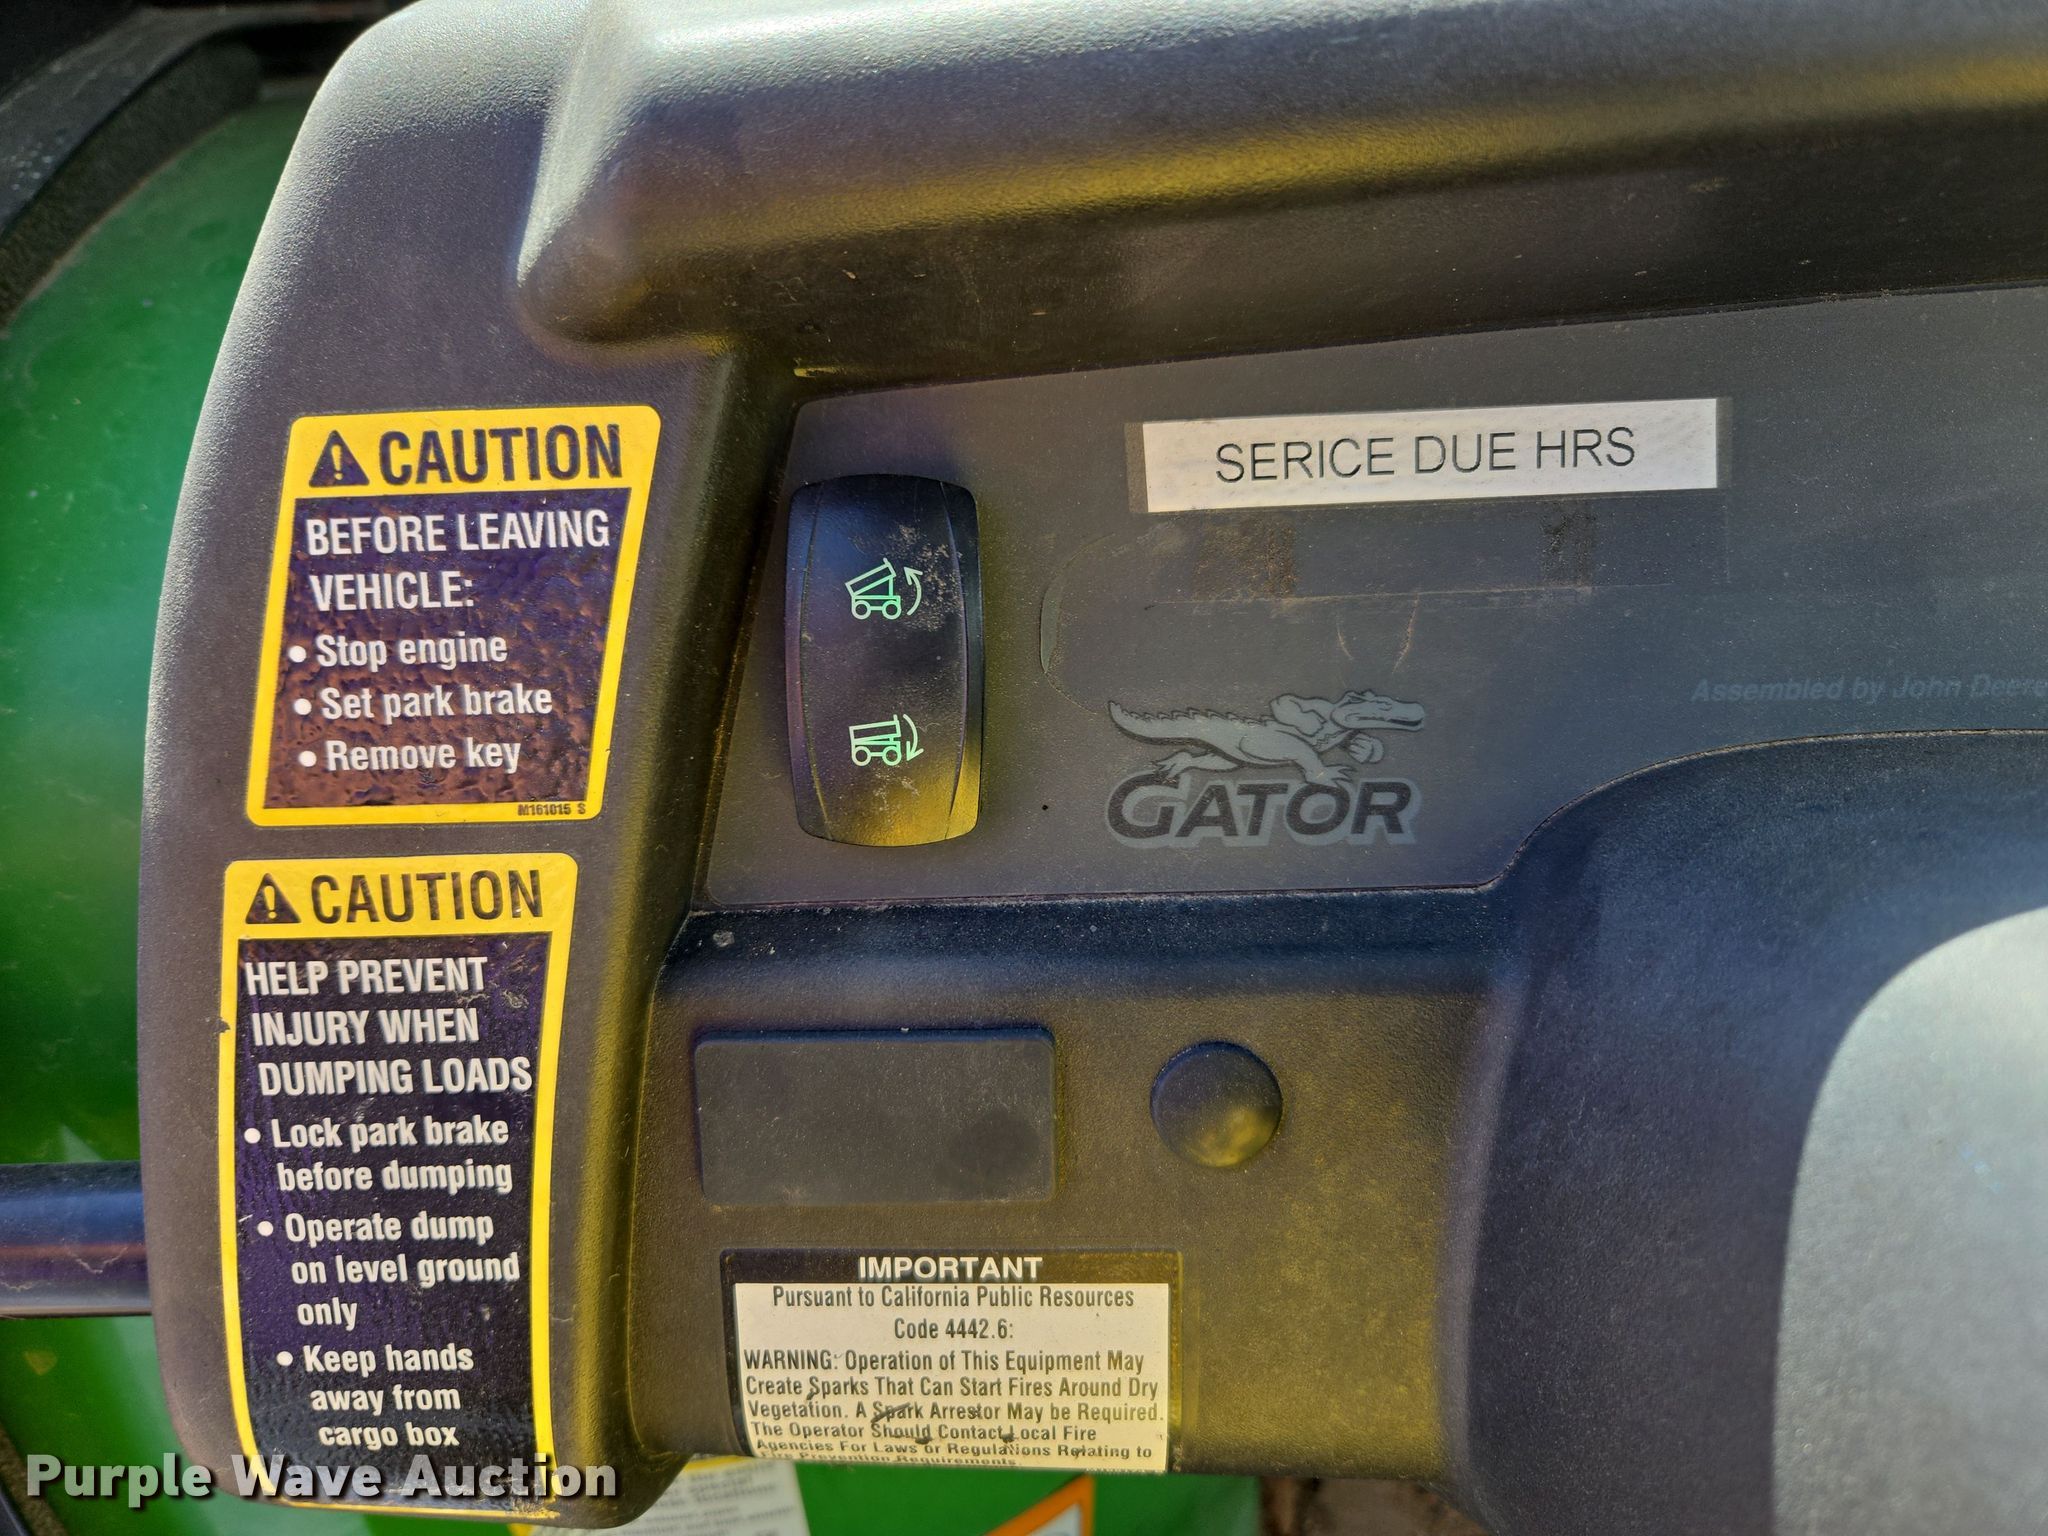 CAUTION
BEFORE LEAVING
VEHICLE:
• Stop engine
• Set park brake
• Remove key
M161015 S
CAUTION
HELP PREVENT
INJURY WHEN
DUMPING LOADS
• Lock park brake
before dumping
• Operate dump
on level ground
only
• Keep hands
away from
cargo box
SERICE DUE HRS
Assembled by John Deere
GATOR
IMPORTANT
Pursuant to California Public Resources
Code 4442.6:
WARNING: Operation of This Equipment May
Create Sparks That Can Start Fires Around Dry
Vegetation. A Spark Arrestor May be Required.
The Operator Should Contact Local Fire
Agencies For Laws or Regulations Relating to
Fire Prevention Requirements.
Purple Wave Auction